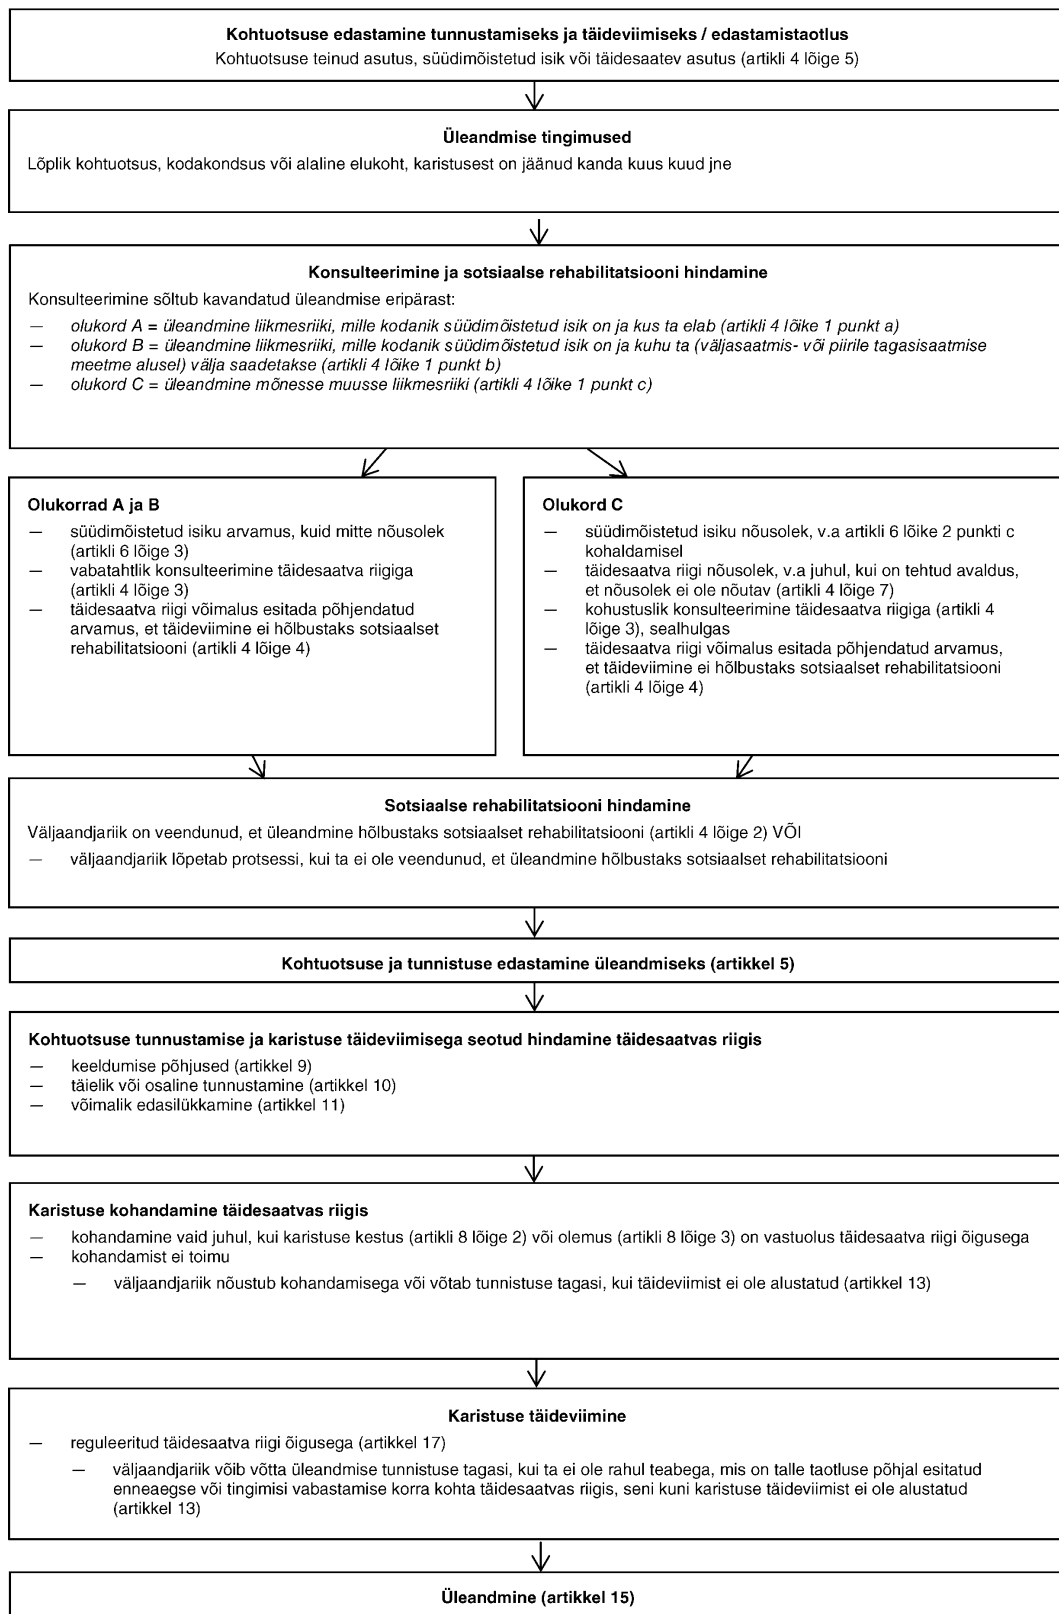 Kohtuotsuse edastamine tunnustamiseks ja täideviimiseks / edastamistaotlus
Kohtuotsuse teinud asutus, süüdimõistetud isik või täidesaatev asutus (artikli 4 lõige 5)
Üleandmise tingimused
Lõplik kohtuotsus, kodakondsus või alaline elukoht, karistusest on jäänud kanda kuus kuud jne
Konsulteerimine ja sotsiaalse rehabilitatsiooni hindamine
Konsulteerimine sõltub kavandatud üleandmise eripärast:
— olukord A = üleandmine liikmesriiki, mille kodanik süüdimõistetud isik on ja kus ta elab (artikli 4 lõike 1 punkt a)
— olukord B = üleandmine liikmesriiki, mille kodanik süüdimõistetud isik on ja kuhu ta (väljasaatmis- või piirile tagasisaatmise
meetme alusel) välja saadetakse (artikli 4 lõike 1 punkt b)
— olukord C = üleandmine mõnesse muusse liikmesriiki (artikli 4 lõike 1 punkt c)
Olukorrad A ja B
— süüdimõistetud isiku arvamus, kuid mitte nõusolek
(artikli 6 lõige 3)
— vabatahtlik konsulteerimine täidesaatva riigiga
(artikli 4 lõige 3)
— täidesaatva riigi võimalus esitada põhjendatud
arvamus, et täideviimine ei hõlbustaks sotsiaalset
rehabilitatsiooni (artikli 4 lõige 4)
Olukord C
— süüdimõistetud isiku nõusolek, v.a artikli 6 lõike 2 punkti c
kohaldamisel
— täidesaatva riigi nõusolek, v.a juhul, kui on tehtud avaldus,
et nõusolek ei ole nõutav (artikli 4 lõige 7)
— kohustuslik konsulteerimine täidesaatva riigiga (artikli 4
lõige 3), sealhulgas
— täidesaatva riigi võimalus esitada põhjendatud arvamus,
et täideviimine ei hõlbustaks sotsiaalset rehabilitatsiooni
(artikli 4 lõige 4)
Sotsiaalse rehabilitatsiooni hindamine
Väljaandjariik on veendunud, et üleandmine hõlbustaks sotsiaalset rehabilitatsiooni (artikli 4 lõige 2) VÕI
— väljaandjariik lõpetab protsessi, kui ta ei ole veendunud, et üleandmine hõlbustaks sotsiaalset rehabilitatsiooni
Kohtuotsuse ja tunnistuse edastamine üleandmiseks (artikkel 5)
Kohtuotsuse tunnustamise ja karistuse täideviimisega seotud hindamine täidesaatvas riigis
— keeldumise põhjused (artikkel 9)
— täielik või osaline tunnustamine (artikkel 10)
— võimalik edasilükkamine (artikkel 11)
Karistuse kohandamine täidesaatvas riigis
— kohandamine vaid juhul, kui karistuse kestus (artikli 8 lõige 2) või olemus (artikli 8 lõige 3) on vastuolus täidesaatva riigi õigusega
— kohandamist ei toimu
— väljaandjariik nõustub kohandamisega või võtab tunnistuse tagasi, kui täideviimist ei ole alustatud (artikkel 13)
Karistuse täideviimine
— reguleeritud täidesaatva riigi õigusega (artikkel 17)
— väljaandjariik võib võtta üleandmise tunnistuse tagasi, kui ta ei ole rahul teabega, mis on talle taotluse põhjal esitatud
enneaegse või tingimisi vabastamise korra kohta täidesaatvas riigis, seni kuni karistuse täideviimist ei ole alustatud
(artikkel 13)
Üleandmine (artikkel 15)